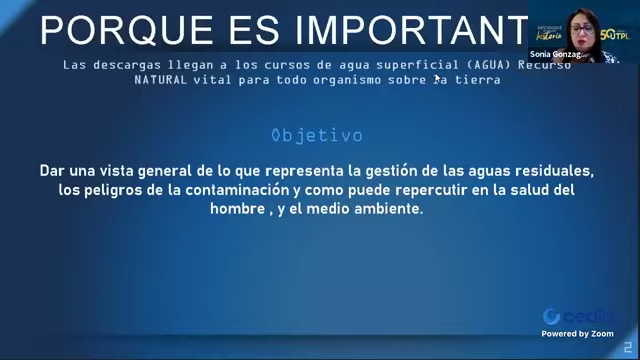 PORQUE ES IMPORTANT
Las descargas llegan a los cursos de agua superficial (AGUA) Recurso
NATURAL vital para todo organismo sobre la tierra
Objetivo
Dar una vista general de lo que representa la gestión de las aguas residuales,
los peligros de la contaminación y como puede repercutir en la salud del
hombre , y el medio ambiente.
historia
50 UTPL
Sonia Gonzag...
cedia
Powered by Zoom
2